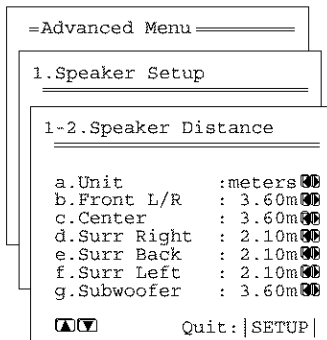 =Advanced Menu
1.Speaker Setup
1-2.Speaker Distance
a.Unit :meters
b.Front L/R : 3.60m
c.Center : 3.60m
d.Surr Right : 2.10m
e.Surr Back : 2.10m
f.Surr Left : 2.10m
g.Subwoofer : 3.60m
Quit:|SETUP|